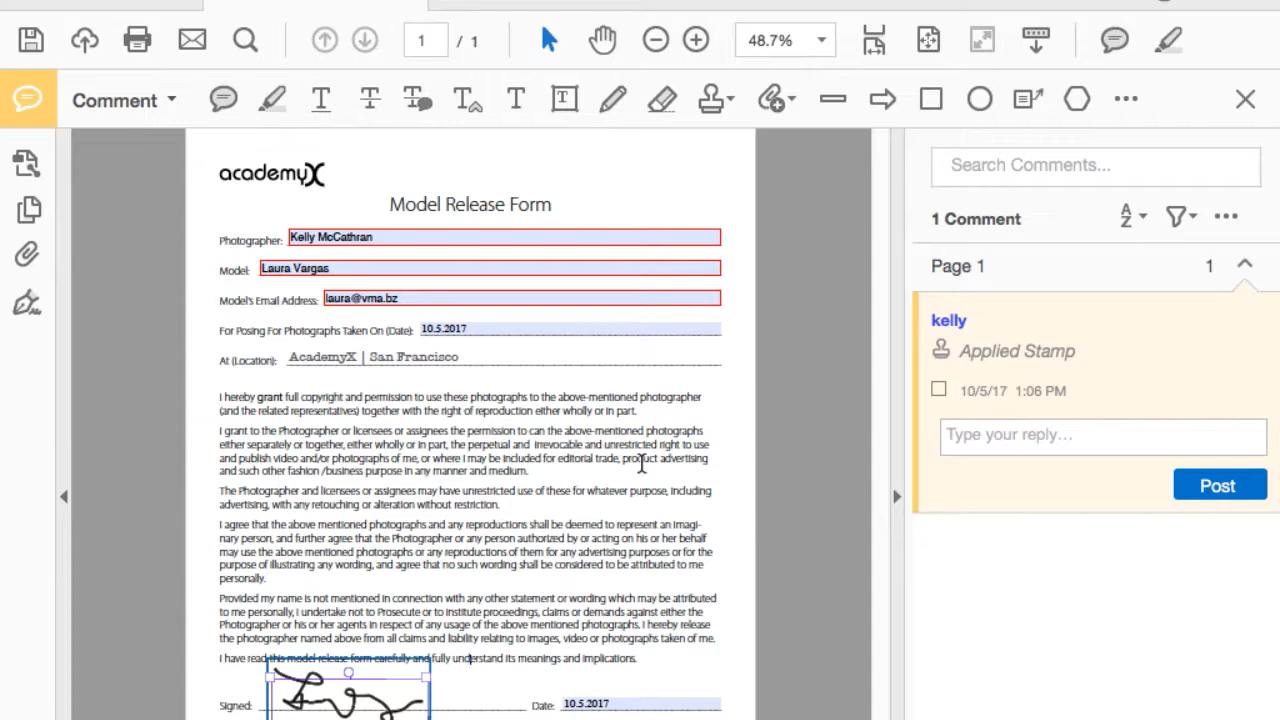 1 / 1
48.7%
Comment
academyX
Model Release Form
Photographer: Kelly McCathran
Model: Laura Vargas
Model's Email Address: laura@vma.bz
For Posing For Photographs Taken On (Date): 10.5.2017
At (Location): AcademyX | San Francisco
I hereby grant full copyright and permission to use these photographs to the above-mentioned photographer
(and the related representatives) together with the right of reproduction either wholly or in part.
I grant to the Photographer or licensees or assignees the permission to can the above-mentioned photographs
either separately or together, either wholly or in part, the perpetual and irrevocable and unrestricted right to use
and publish video and/or photographs of me, or where I may be included for editorial trade, product advertising
and such other fashion /business purpose in any manner and medium.
The Photographer and licensees or assignees may have unrestricted use of these for whatever purpose, including
advertising, with any retouching or alteration without restriction.
I agree that the above mentioned photographs and any reproductions shall be deemed to represent an imagi-
nary person, and further agree that the Photographer or any person authorized by or acting on his or her behalf
may use the above mentioned photographs or any reproductions of them for any advertising purposes or for the
purpose of illustrating any wording, and agree that no such wording shall be considered to be attributed to me
personally.
Provided my name is not mentioned in connection with any other statement or wording which may be attributed
to me personally, I undertake not to Prosecute or to institute proceedings, claims or demands against either the
Photographer or his or her agents in respect of any usage of the above mentioned photographs. I hereby release
the photographer named above from all claims and liability relating to images, video or photographs taken of me.
I have read this model release form carefully and fully understand its meanings and implications.
Signed: Date: 10.5.2017
Search Comments...
1 Comment
Page 1 1
kelly
Applied Stamp
10/5/17 1:06 PM
Type your reply...
Post